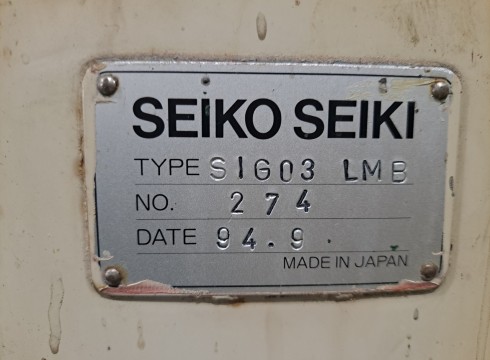 SEIKO SEIKI
TYPE SIG03 LMB
NO. 274
DATE 94.9.
MADE IN JAPAN